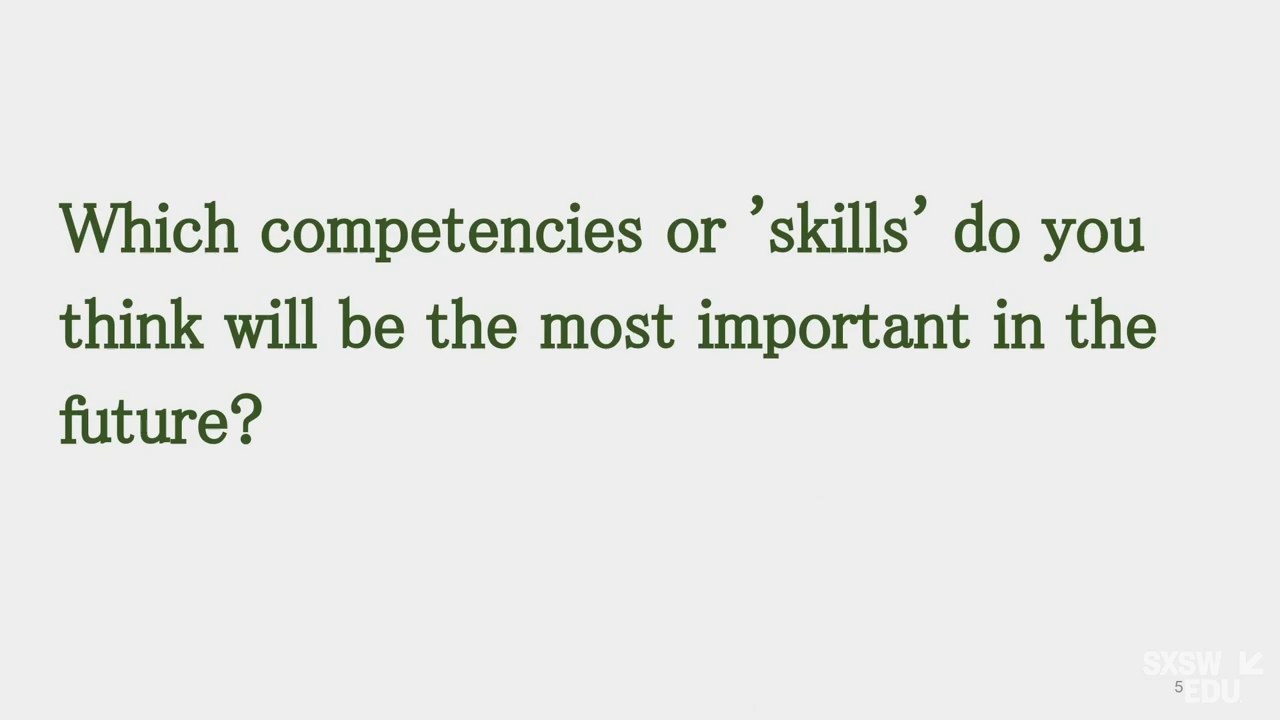 Which competencies or ’skills’ do you
think will be the most important in the
future?
SXSW
5
EDU